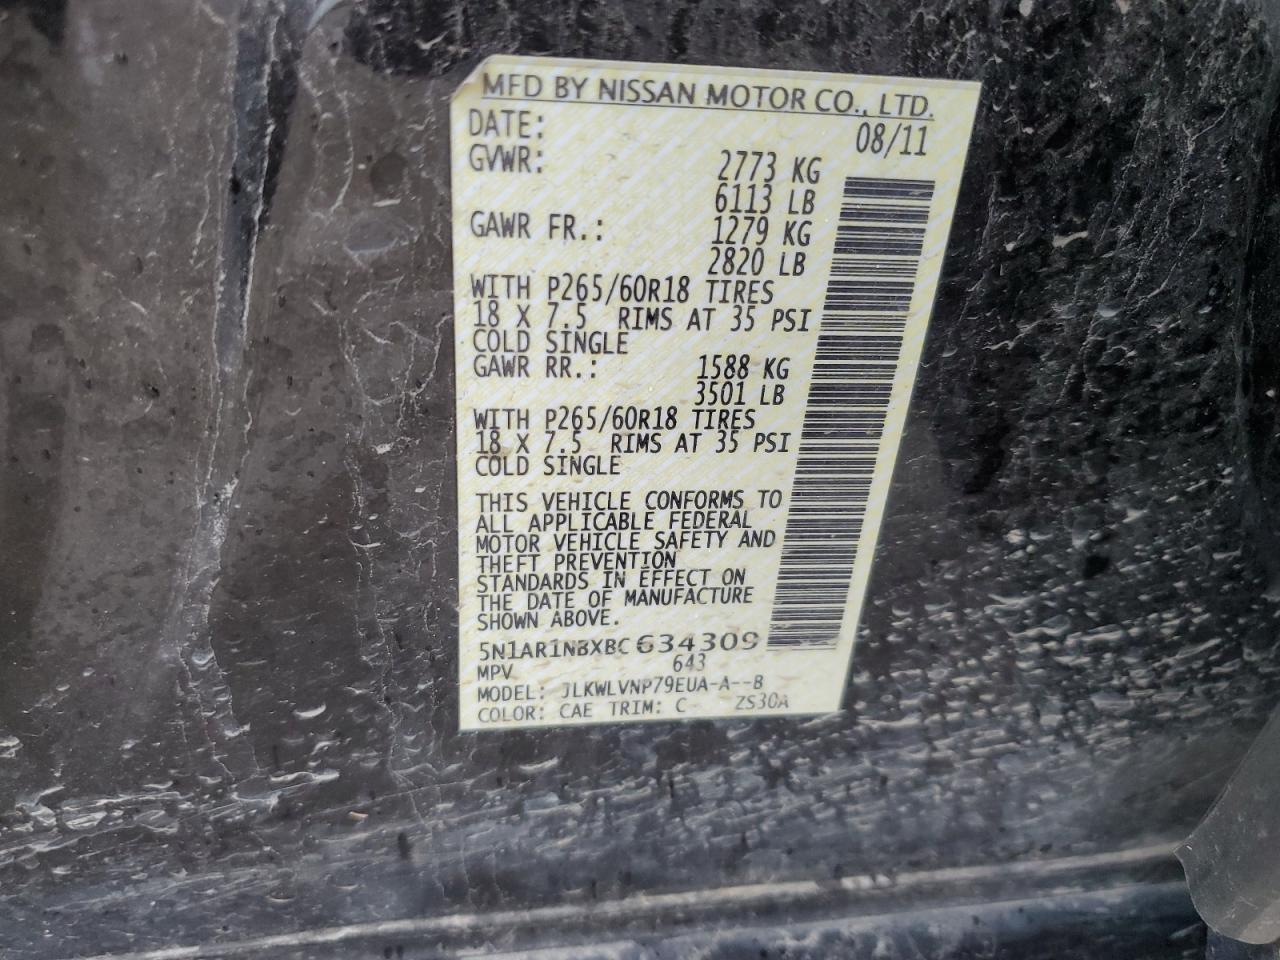 MFD BY NISSAN MOTOR CO., LTD.
DATE: 08/11
GVWR: 2773 KG
6113 LB
GAWR FR.: 1279 KG
2820 LB
WITH P265/60R18 TIRES
18 X 7.5 RIMS AT 35 PSI
COLD SINGLE
GAWR RR.: 1588 KG
3501 LB
WITH P265/60R18 TIRES
18 X 7.5 RIMS AT 35 PSI
COLD SINGLE
THIS VEHICLE CONFORMS TO
ALL APPLICABLE FEDERAL
MOTOR VEHICLE SAFETY AND
THEFT PREVENTION
STANDARDS IN EFFECT ON
THE DATE OF MANUFACTURE
SHOWN ABOVE.
5N1AR1NBXBC634309
MPV 643
MODEL: JLKWLVNP79EUA-A--B
COLOR: CAE TRIM: C ZS30A